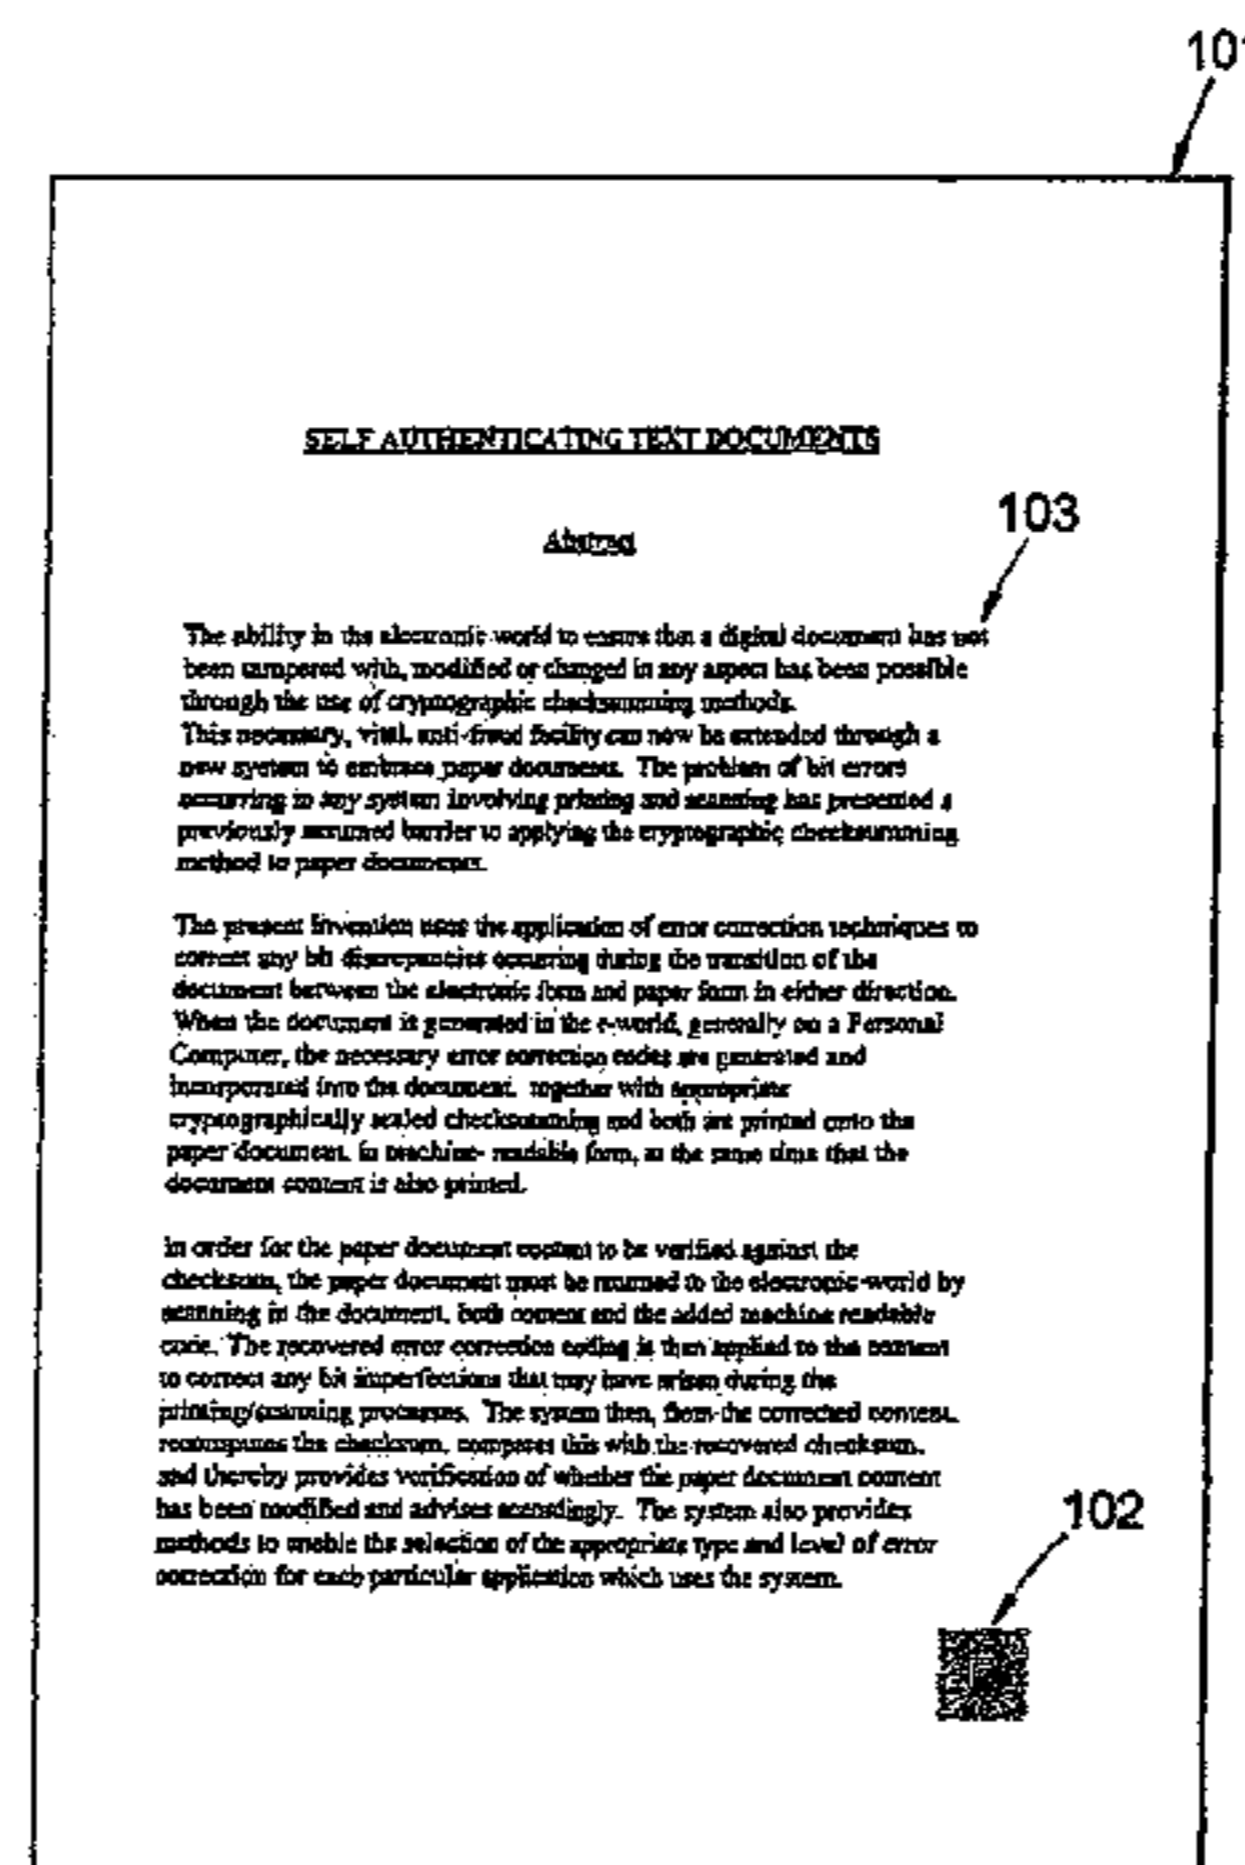 101
SELF AUTHENTICATING TEXT DOCUMENTS
103
Abstract
The ability in the electronic world to ensure that a digital document has not
been tampered with, modified or changed in any aspect has been possible
through the use of cryptographic checksumming methods.
This necessary, vital, anti-fraud facility can now be extended through a
new system to embrace paper documents. The problem of bit errors
occurring in any system involving printing and scanning has presented a
previously assumed barrier to applying the cryptographic checksumming
method to paper documents.
The present invention uses the application of error correction techniques to
correct any bit discrepancies occurring during the transition of the
document between the electronic form and paper form in either direction.
When the document is generated in the e-world, generally on a Personal
Computer, the necessary error correction codes are generated and
incorporated into the document, together with appropriate
cryptographically sealed checksumming and both are printed onto the
paper document, in machine- readable form, at the same time that the
document content is also printed.
In order for the paper document content to be verified against the
checksum, the paper document must be returned to the electronic-world by
scanning in the document, both content and the added machine readable
code. The recovered error correction coding is then applied to the content
to correct any bit imperfections that may have arisen during the
printing/scanning processes. The system then, from the corrected content,
recomputes the checksum, compares this with the recovered checksum,
and thereby provides verification of whether the paper document content
has been modified and advises accordingly. The system also provides
methods to enable the selection of the appropriate type and level of error
correction for each particular application which uses the system.
102